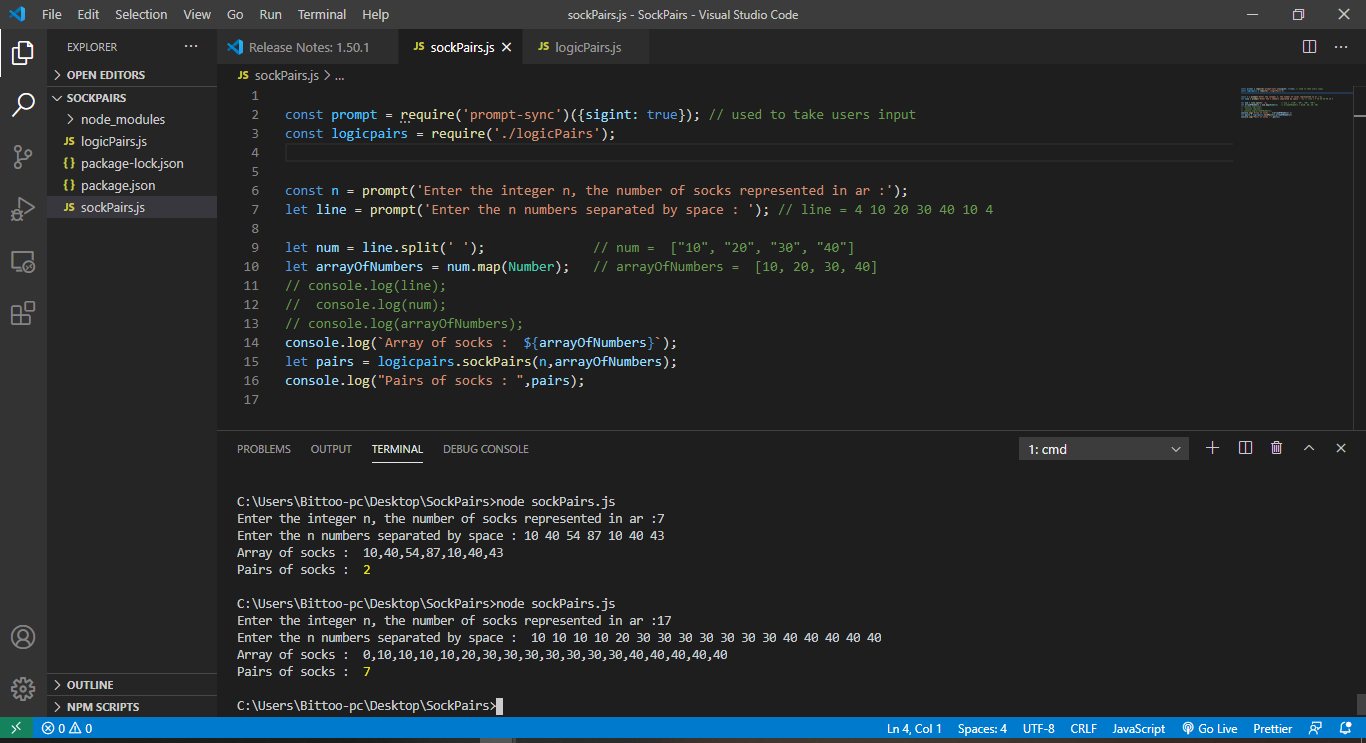 File Edit Selection View Go Run Terminal Help sockPairs.js - SockPairs - Visual Studio Code
EXPLORER ···
OPEN EDITORS
SOCKPAIRS
node_modules
JS logicPairs.js
{} package-lock.json
{} package.json
JS sockPairs.js
OUTLINE
NPM SCRIPTS
Release Notes: 1.50.1 JS sockPairs.js JS logicPairs.js
JS sockPairs.js > ...
1
2 const prompt = require('prompt-sync')({sigint: true}); // used to take users input
3 const logicpairs = require('./logicPairs');
4
5
6 const n = prompt('Enter the integer n, the number of socks represented in ar :');
7 let line = prompt('Enter the n numbers separated by space : '); // line = 4 10 20 30 40 10 4
8
9 let num = line.split(' '); // num =  ["10", "20", "30", "40"]
10 let arrayOfNumbers = num.map(Number); // arrayOfNumbers =  [10, 20, 30, 40]
11 // console.log(line);
12 //  console.log(num);
13 // console.log(arrayOfNumbers);
14 console.log(`Array of socks :  ${arrayOfNumbers}`);
15 let pairs = logicpairs.sockPairs(n,arrayOfNumbers);
16 console.log("Pairs of socks : ",pairs);
17
PROBLEMS OUTPUT TERMINAL DEBUG CONSOLE 1: cmd
C:\Users\Bittoo-pc\Desktop\SockPairs>node sockPairs.js
Enter the integer n, the number of socks represented in ar :7
Enter the n numbers separated by space : 10 40 54 87 10 40 43
Array of socks :  10,40,54,87,10,40,43
Pairs of socks :  2
C:\Users\Bittoo-pc\Desktop\SockPairs>node sockPairs.js
Enter the integer n, the number of socks represented in ar :17
Enter the n numbers separated by space :  10 10 10 10 20 30 30 30 30 30 30 30 40 40 40 40 40
Array of socks :  0,10,10,10,10,20,30,30,30,30,30,30,30,40,40,40,40,40
Pairs of socks :  7
C:\Users\Bittoo-pc\Desktop\SockPairs>
0 0 Ln 4, Col 1 Spaces: 4 UTF-8 CRLF JavaScript Go Live Prettier